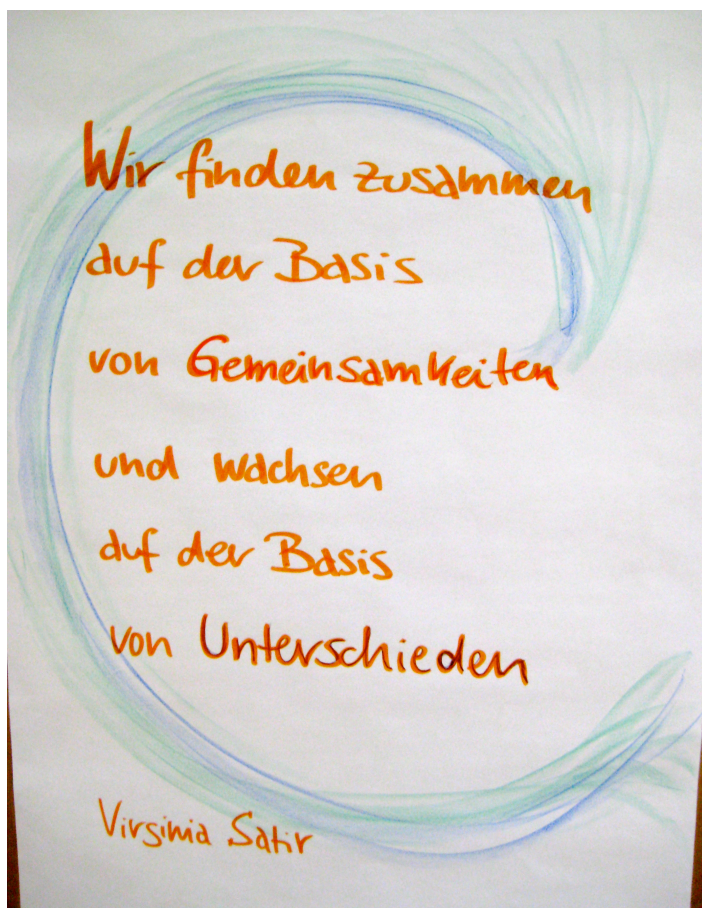 Wir finden zusammen
auf der Basis
von Gemeinsamkeiten
und wachsen
auf der Basis
von Unterschieden
Virginia Satir